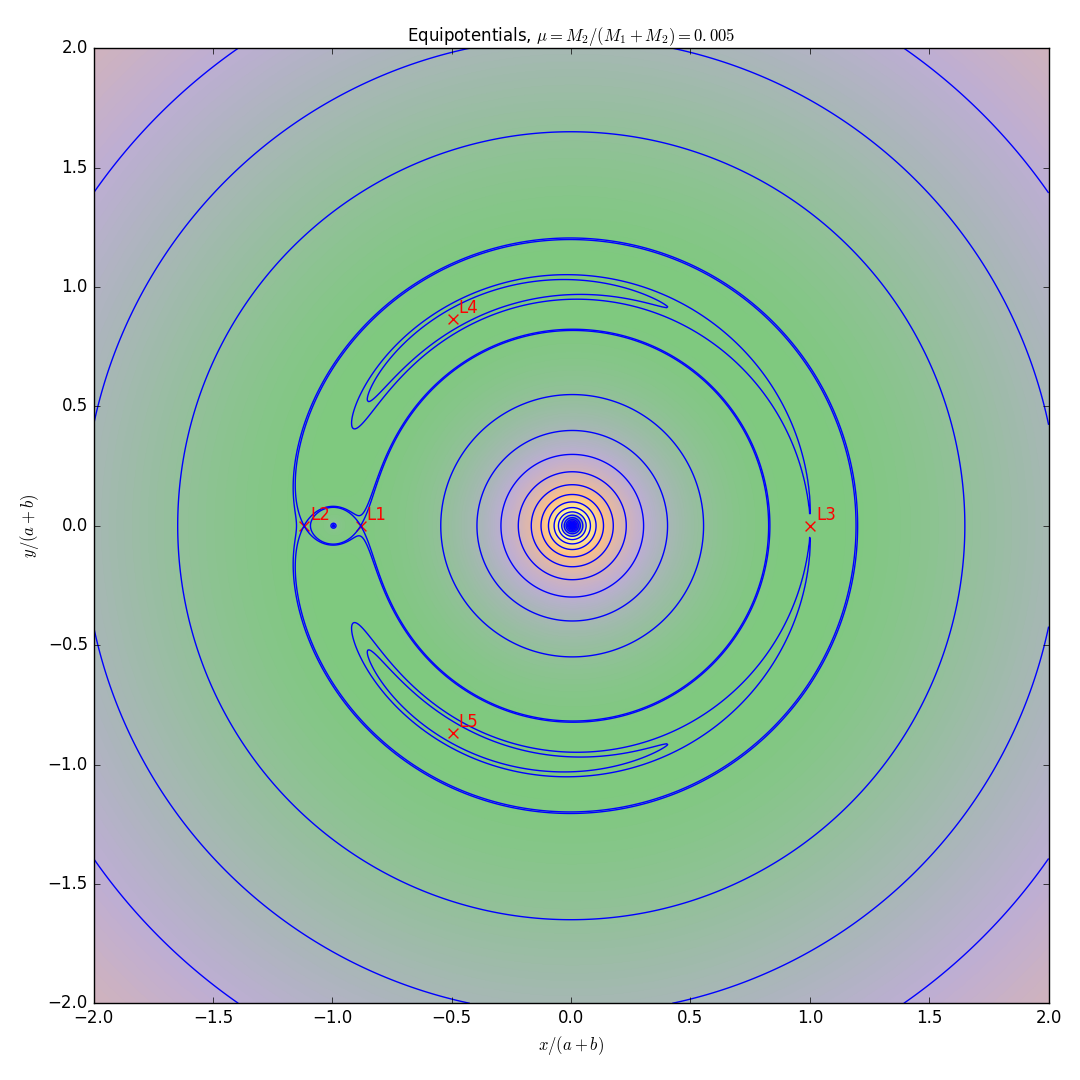 Equipotentials, μ = M₂/(M₁ + M₂) = 0.005
2.0
1.5
1.0
L4
0.5
y/(a + b)
0.0
L2
L1
L3
−0.5
L5
−1.0
−1.5
−2.0
−2.0 −1.5 −1.0 −0.5 0.0 0.5 1.0 1.5 2.0
x/(a + b)